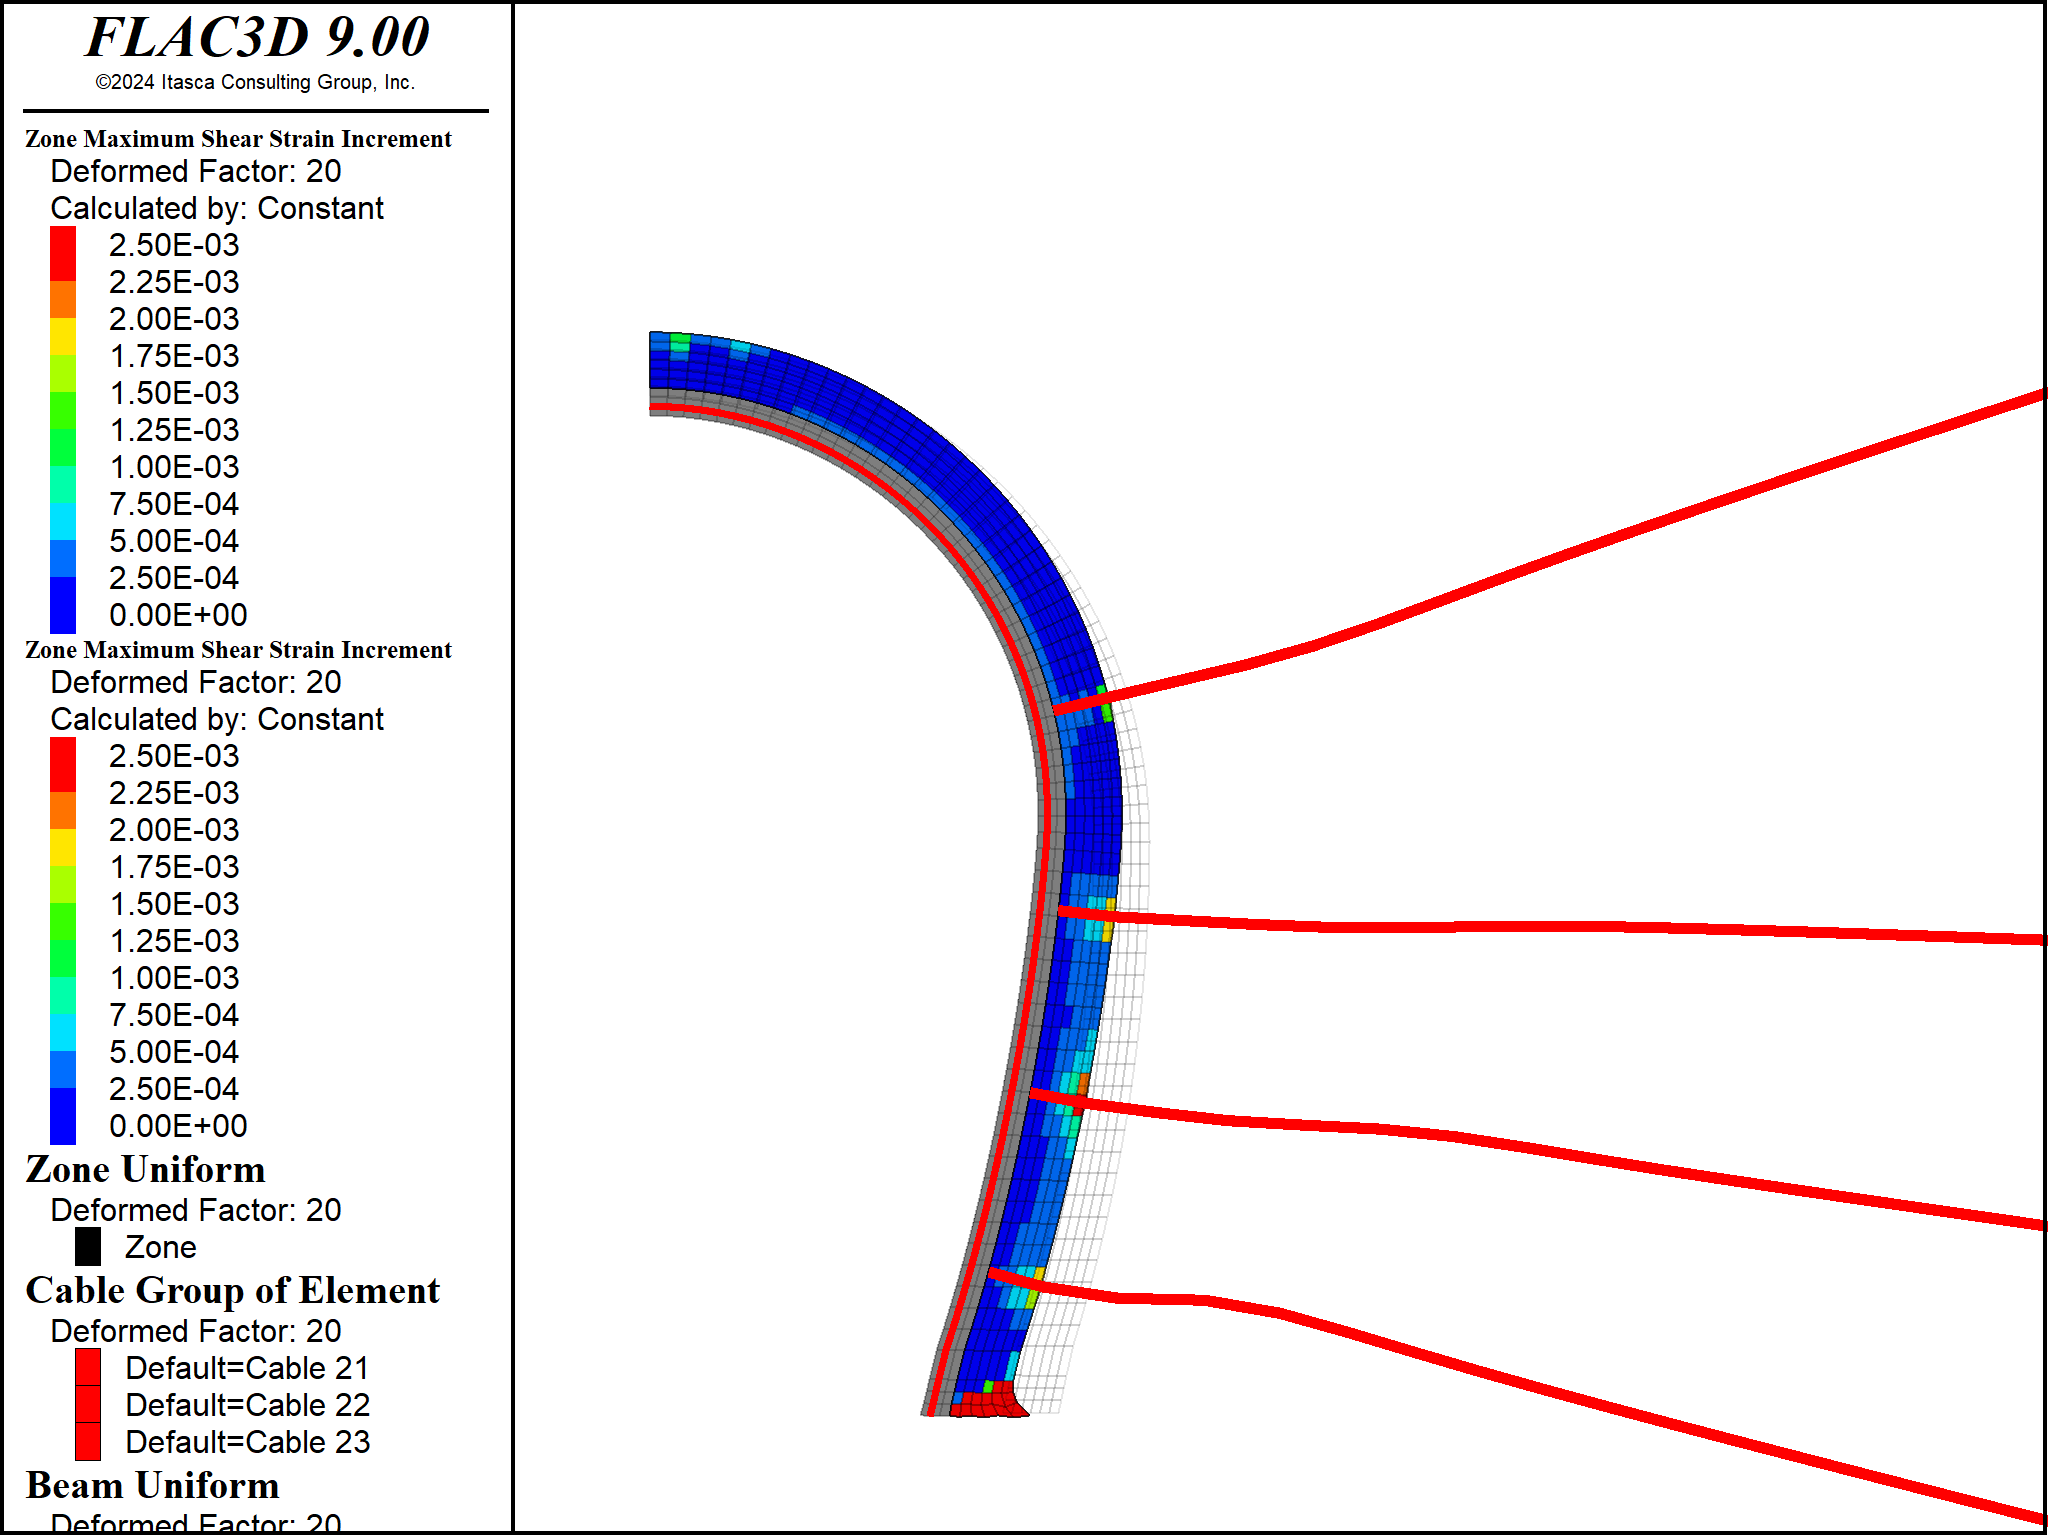 FLAC3D 9.00
©2024 Itasca Consulting Group, Inc.
Zone Maximum Shear Strain Increment
Deformed Factor: 20
Calculated by: Constant
2.50E-03
2.25E-03
2.00E-03
1.75E-03
1.50E-03
1.25E-03
1.00E-03
7.50E-04
5.00E-04
2.50E-04
0.00E+00
Zone Maximum Shear Strain Increment
Deformed Factor: 20
Calculated by: Constant
2.50E-03
2.25E-03
2.00E-03
1.75E-03
1.50E-03
1.25E-03
1.00E-03
7.50E-04
5.00E-04
2.50E-04
0.00E+00
Zone Uniform
Deformed Factor: 20
Zone
Cable Group of Element
Deformed Factor: 20
Default=Cable 21
Default=Cable 22
Default=Cable 23
Beam Uniform
Deformed Factor: 20